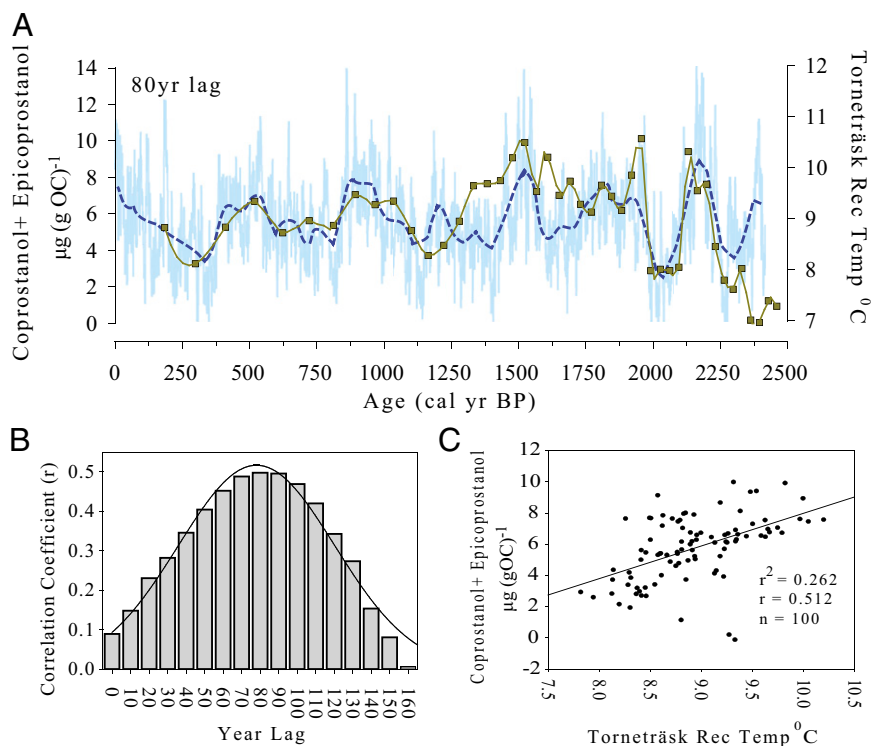 A
Coprostanol+ Epicoprostanol
µg (g OC)-1
14
12
10
8
6
4
2
0
80yr lag
12
11
10
9
8
7
Torneträsk Rec Temp ⁰C
0 250 500 750 1000 1250 1500 1750 2000 2250 2500
Age (cal yr BP)
B
Correlation Coefficient (r)
0.5
0.4
0.3
0.2
0.1
0.0
0 10 20 30 40 50 60 70 80 90 100 110 120 130 140 150 160
Year Lag
C
Coprostanol+ Epicoprostanol
µg (gOC)-1
12
10
8
6
4
2
0
-2
r² = 0.262
r = 0.512
n = 100
7.5 8.0 8.5 9.0 9.5 10.0 10.5
Torneträsk Rec Temp ⁰C